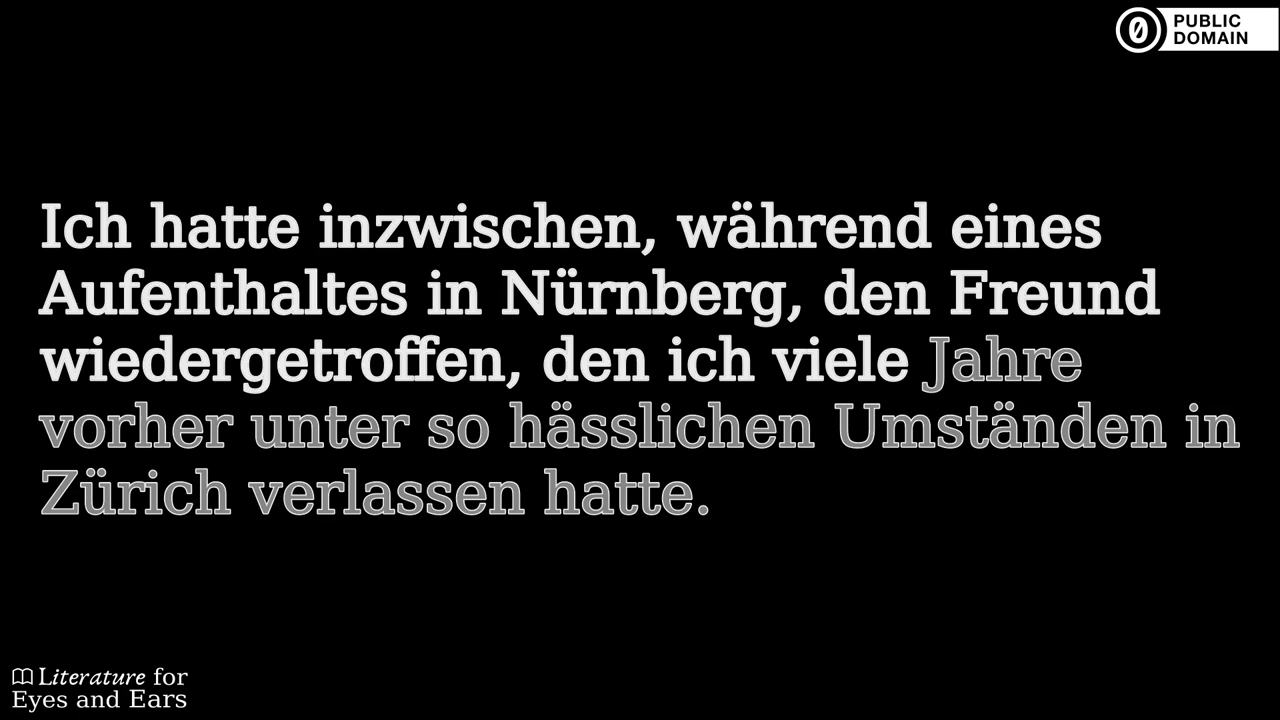 PUBLIC
DOMAIN
Ich hatte inzwischen, während eines
Aufenthaltes in Nürnberg, den Freund
wiedergetroffen, den ich viele Jahre
vorher unter so hässlichen Umständen in
Zürich verlassen hatte.
Literature for
Eyes and Ears